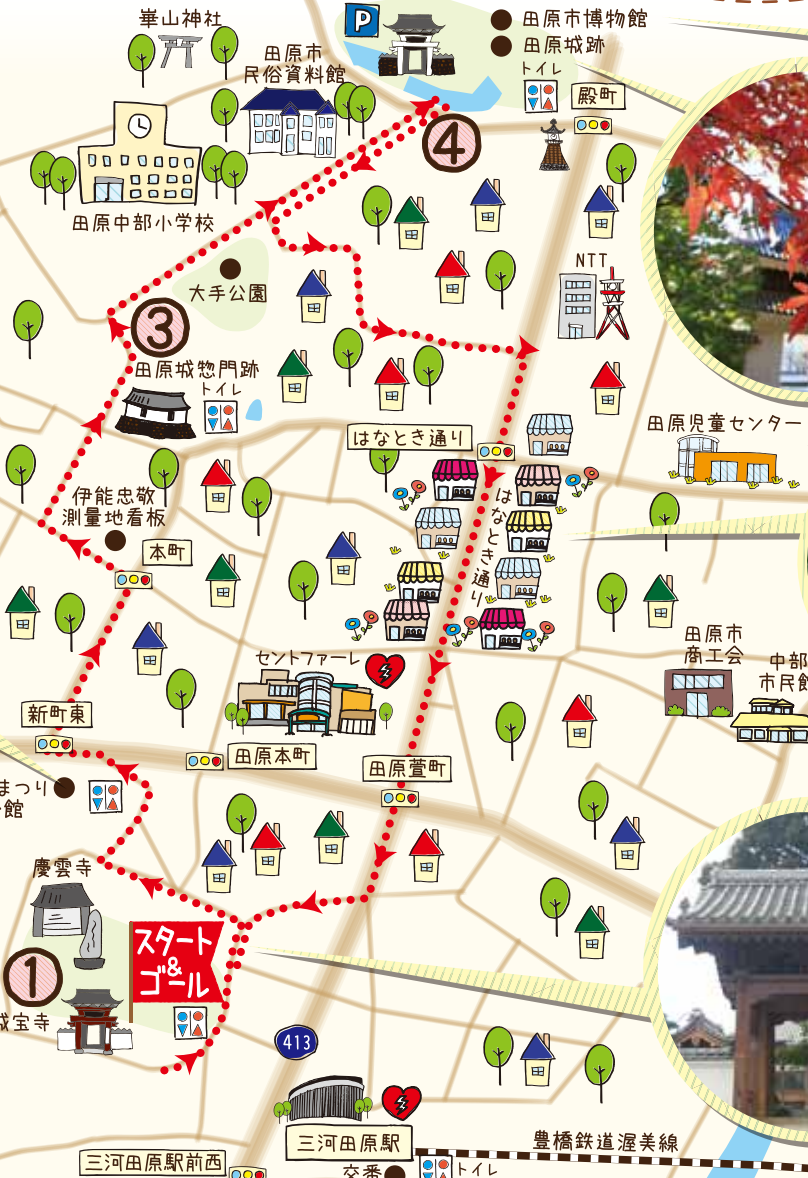 P
崋山神社
田原市博物館
田原城跡
田原市
民俗資料館
トイレ
殿町
4
田原中部小学校
NTT
大手公園
3
田原城惣門跡
トイレ
はなとき通り
田原児童センター
はなとき通り
伊能忠敬
測量地看板
本町
田原市
商工会
中部
市民館
セントファーレ
新町東
田原本町
田原萱町
まつり
館
慶雲寺
スタート
&
ゴール
1
城宝寺
413
三河田原駅
豊橋鉄道渥美線
三河田原駅前西
交番
トイレ